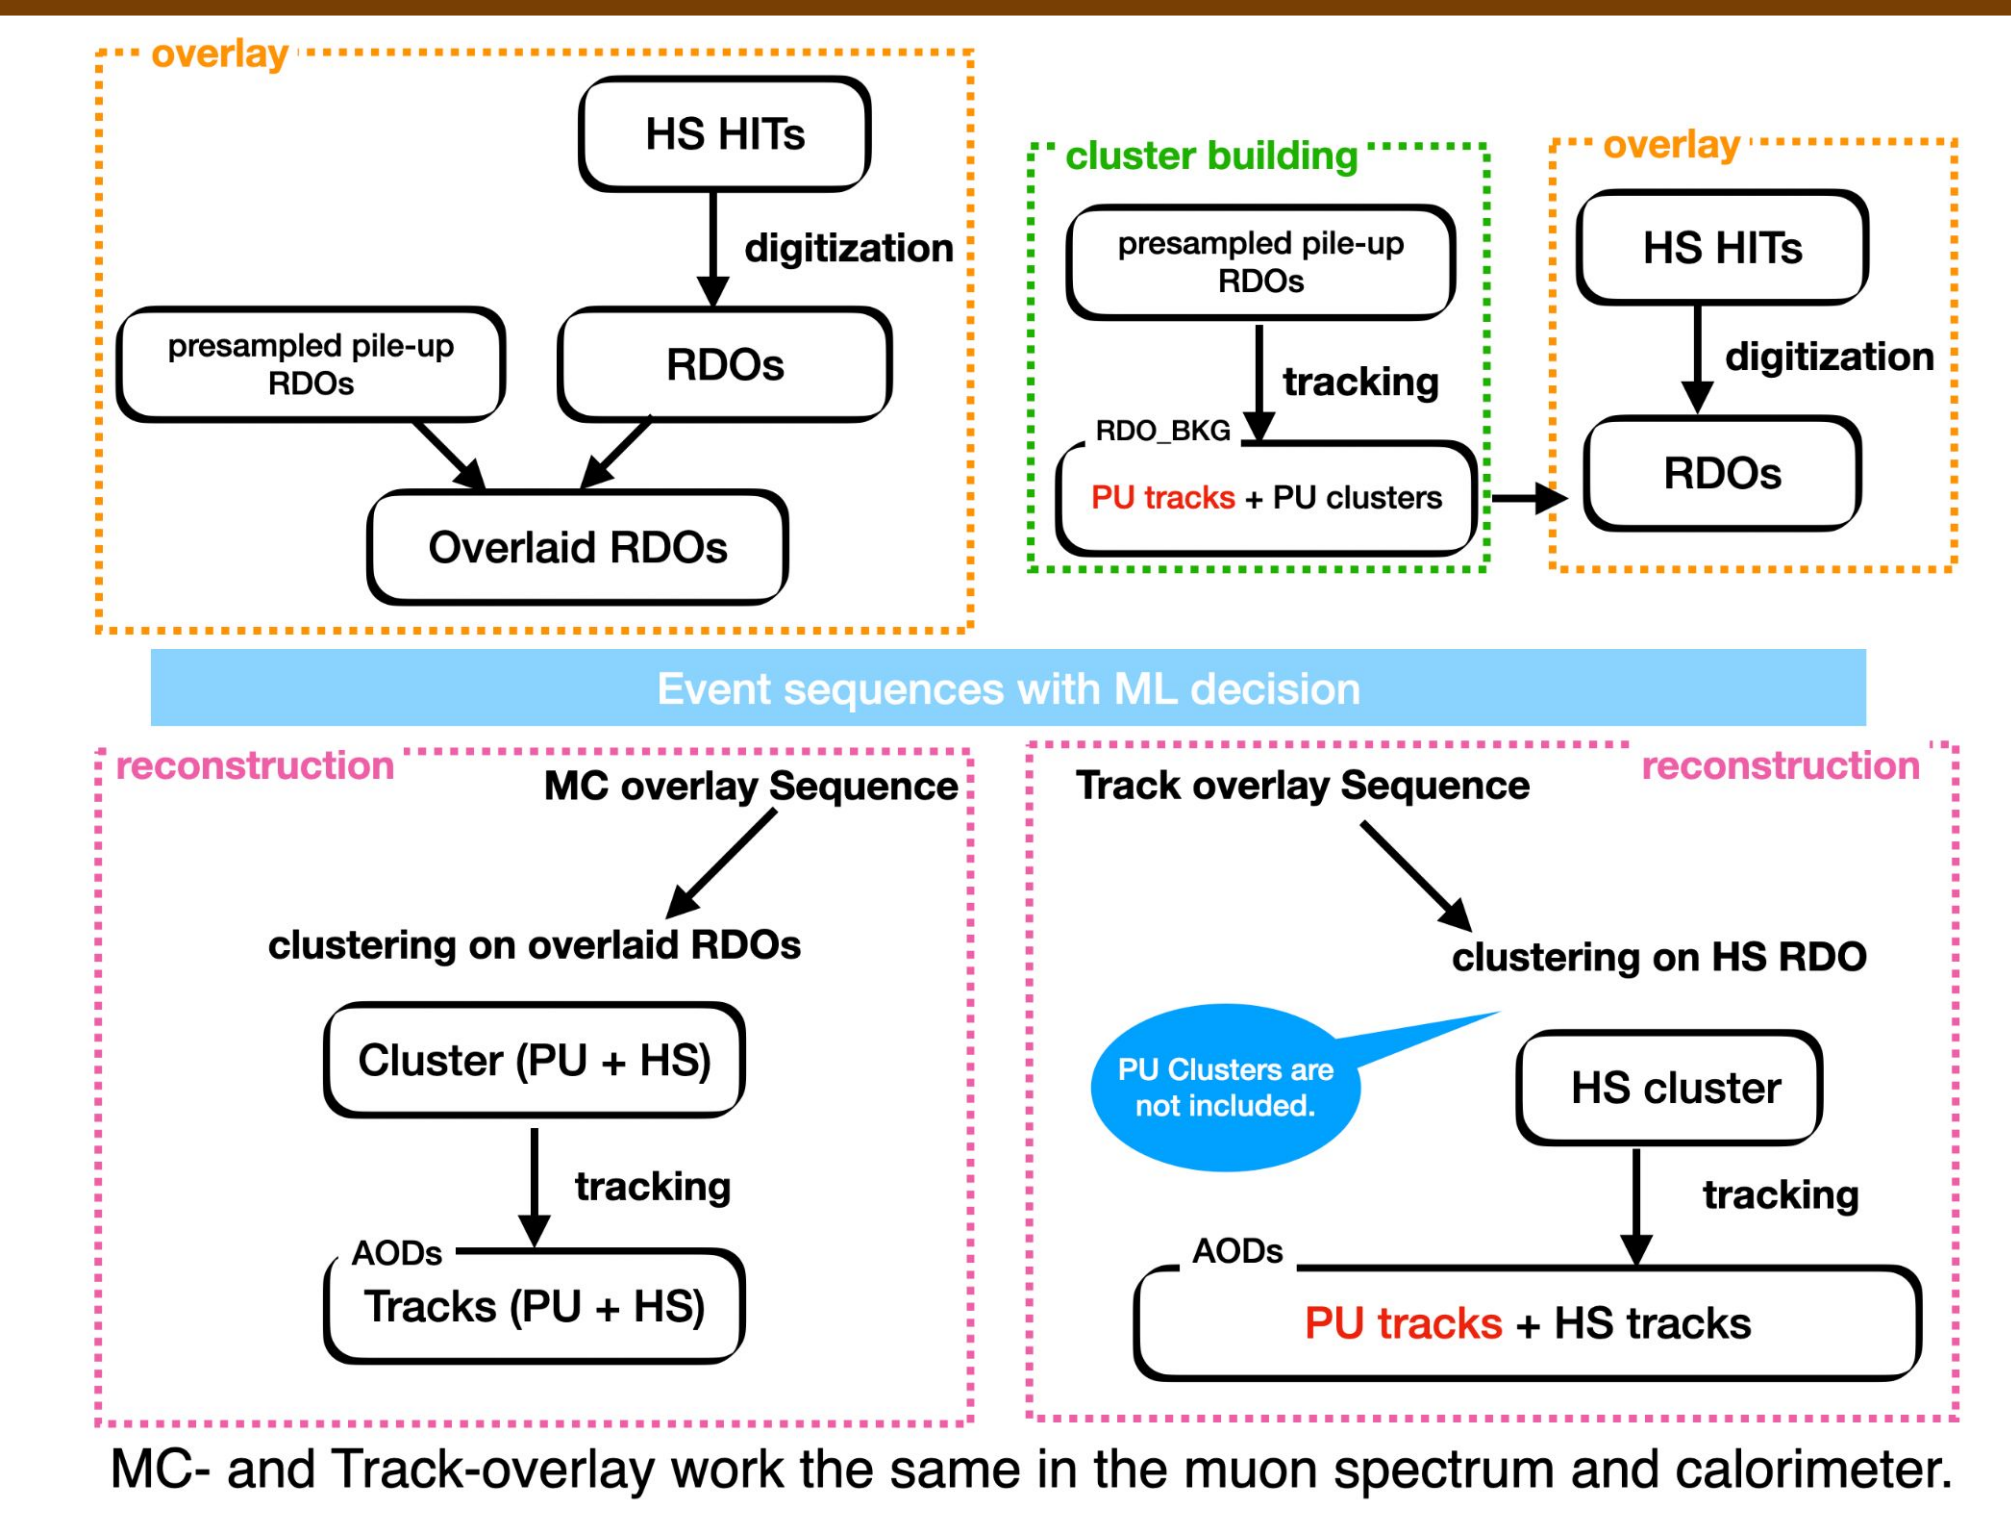 overlay
HS HITs
digitization
presampled pile-up
RDOs
RDOs
Overlaid RDOs
cluster building
presampled pile-up
RDOs
tracking
RDO_BKG
PU tracks + PU clusters
overlay
HS HITs
digitization
RDOs
Event sequences with ML decision
reconstruction
MC overlay Sequence
clustering on overlaid RDOs
Cluster (PU + HS)
tracking
AODs
Tracks (PU + HS)
reconstruction
Track overlay Sequence
clustering on HS RDO
PU Clusters are
not included.
HS cluster
tracking
AODs
PU tracks + HS tracks
MC- and Track-overlay work the same in the muon spectrum and calorimeter.